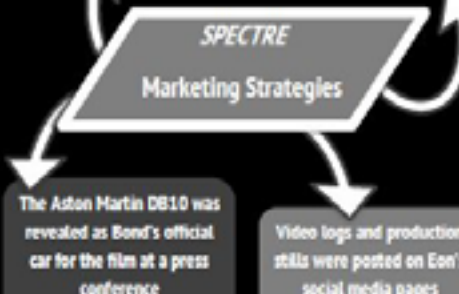 SPECTRE
Marketing Strategies
The Aston Martin DB10 was
revealed as Bond's official
car for the film at a press
conference
Video logs and production
stills were posted on Eon's
social media pages